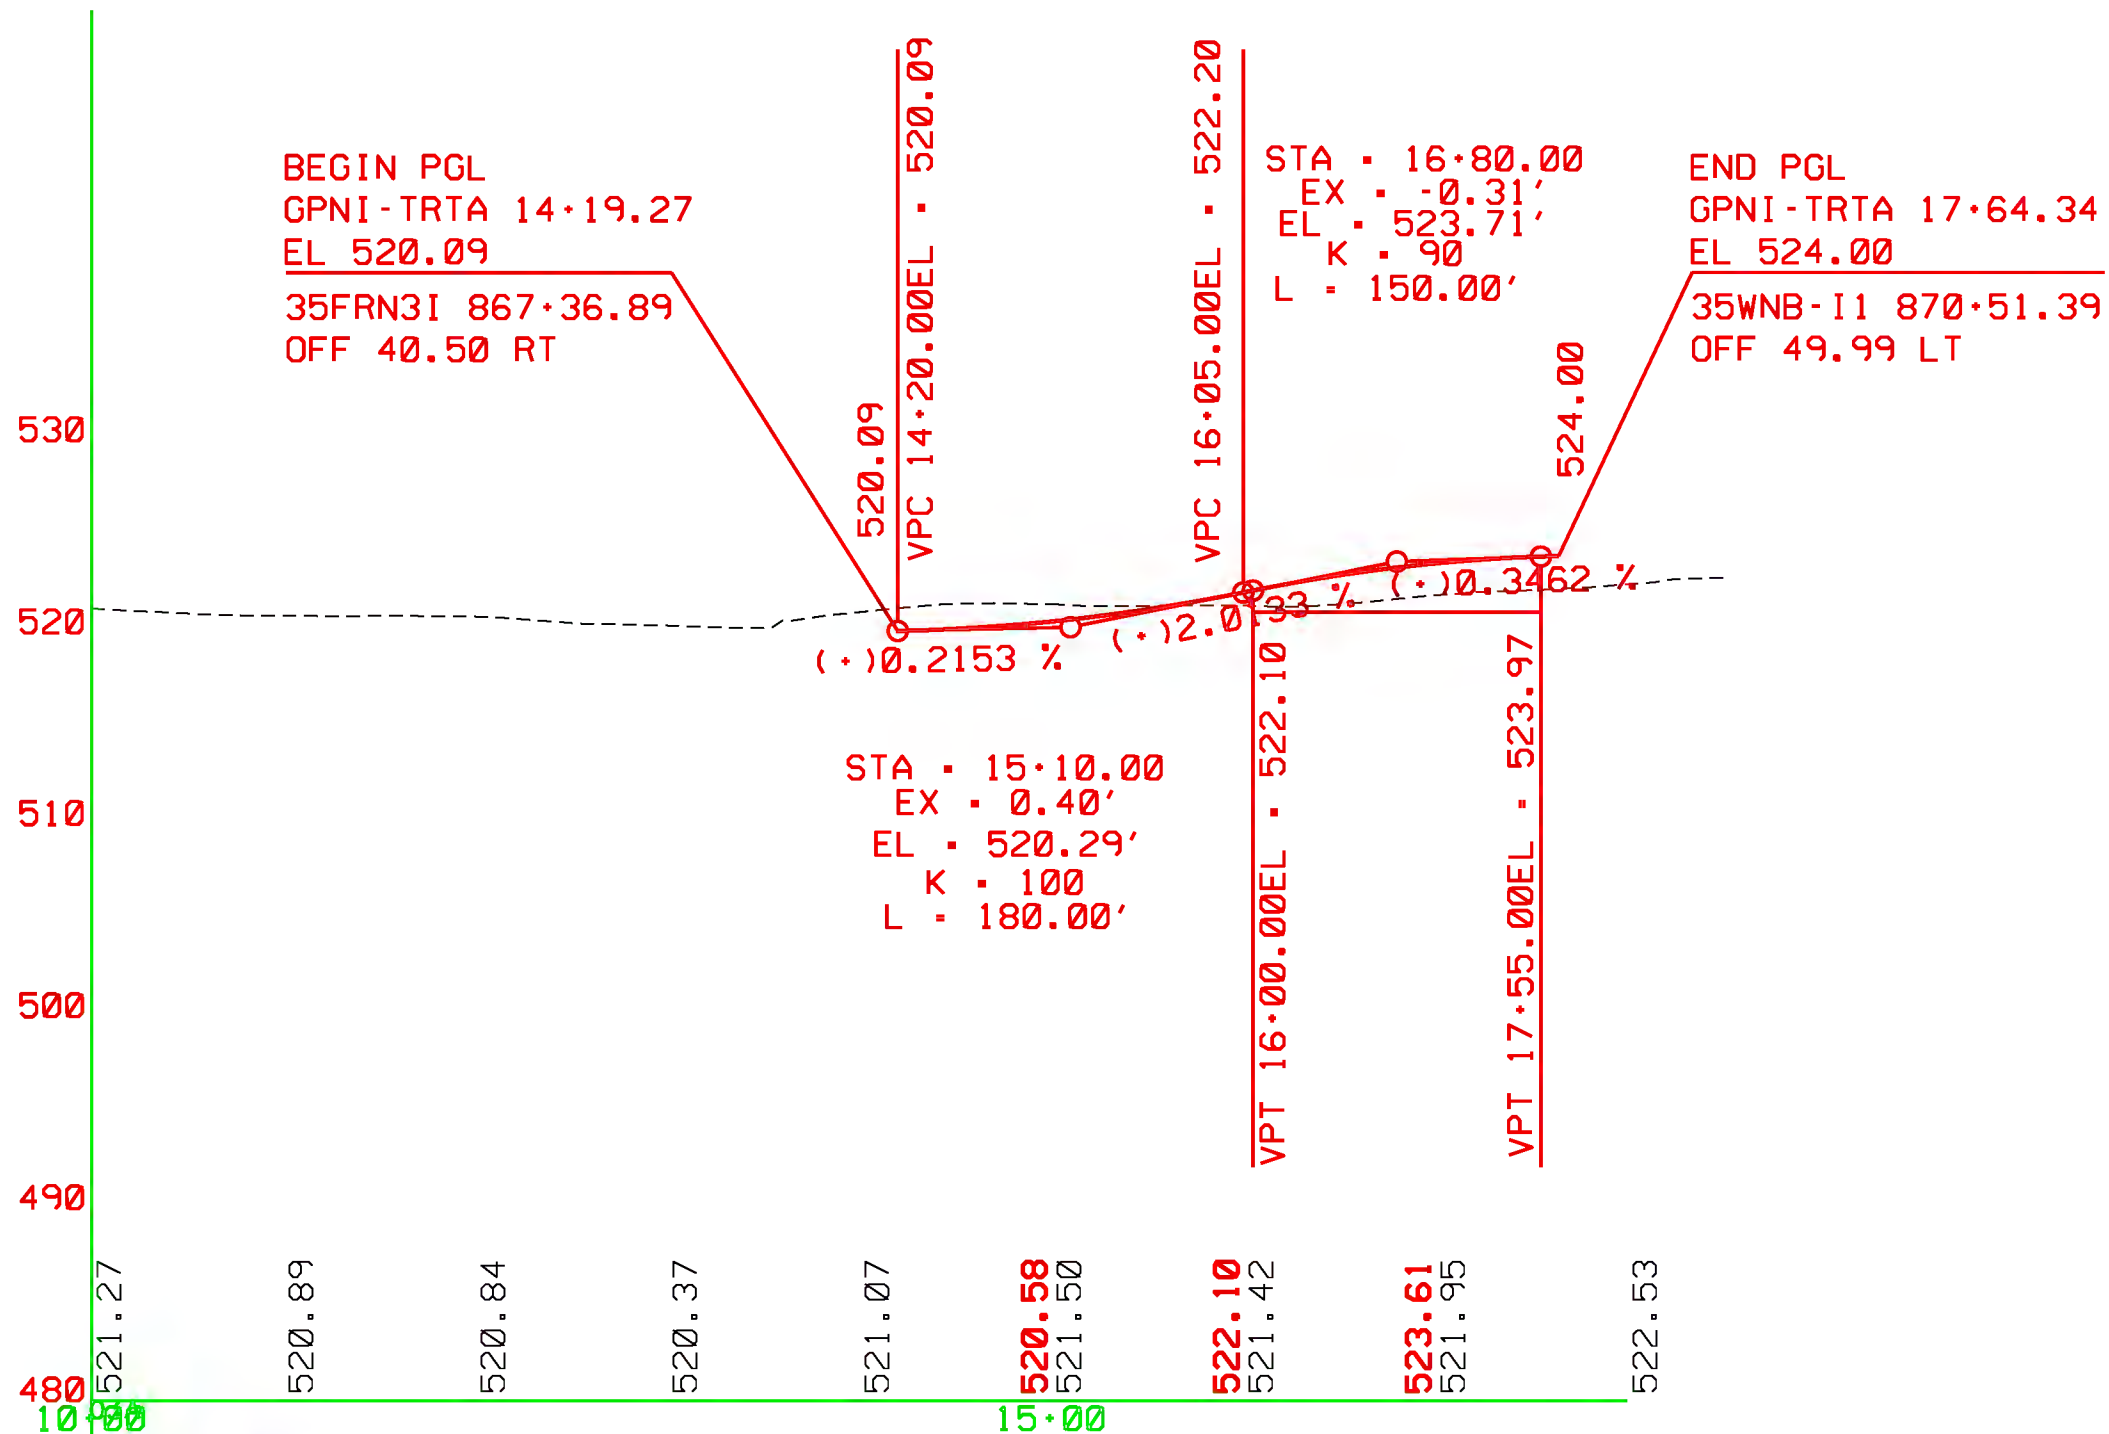 BEGIN PGL
GPNI-TRTA 14+19.27
EL 520.09
35FRN3I 867+36.89
OFF 40.50 RT
520.09
VPC 14+20.00EL = 520.09
VPC 16+05.00EL = 522.20
STA = 16+80.00
EX = -0.31'
EL = 523.71'
K = 90
L = 150.00'
END PGL
GPNI-TRTA 17+64.34
EL 524.00
35WNB-I1 870+51.39
OFF 49.99 LT
524.00
530
520
510
500
490
480
(+)0.2153 %
(+)2.0133 %
(+)0.3462 %
STA = 15+10.00
EX = 0.40'
EL = 520.29'
K = 100
L = 180.00'
VPT 16+00.00EL = 522.10
VPT 17+55.00EL = 523.97
521.27
520.89
520.84
520.37
521.07
520.58
521.50
522.10
521.42
523.61
521.95
522.53
10+00
15+00